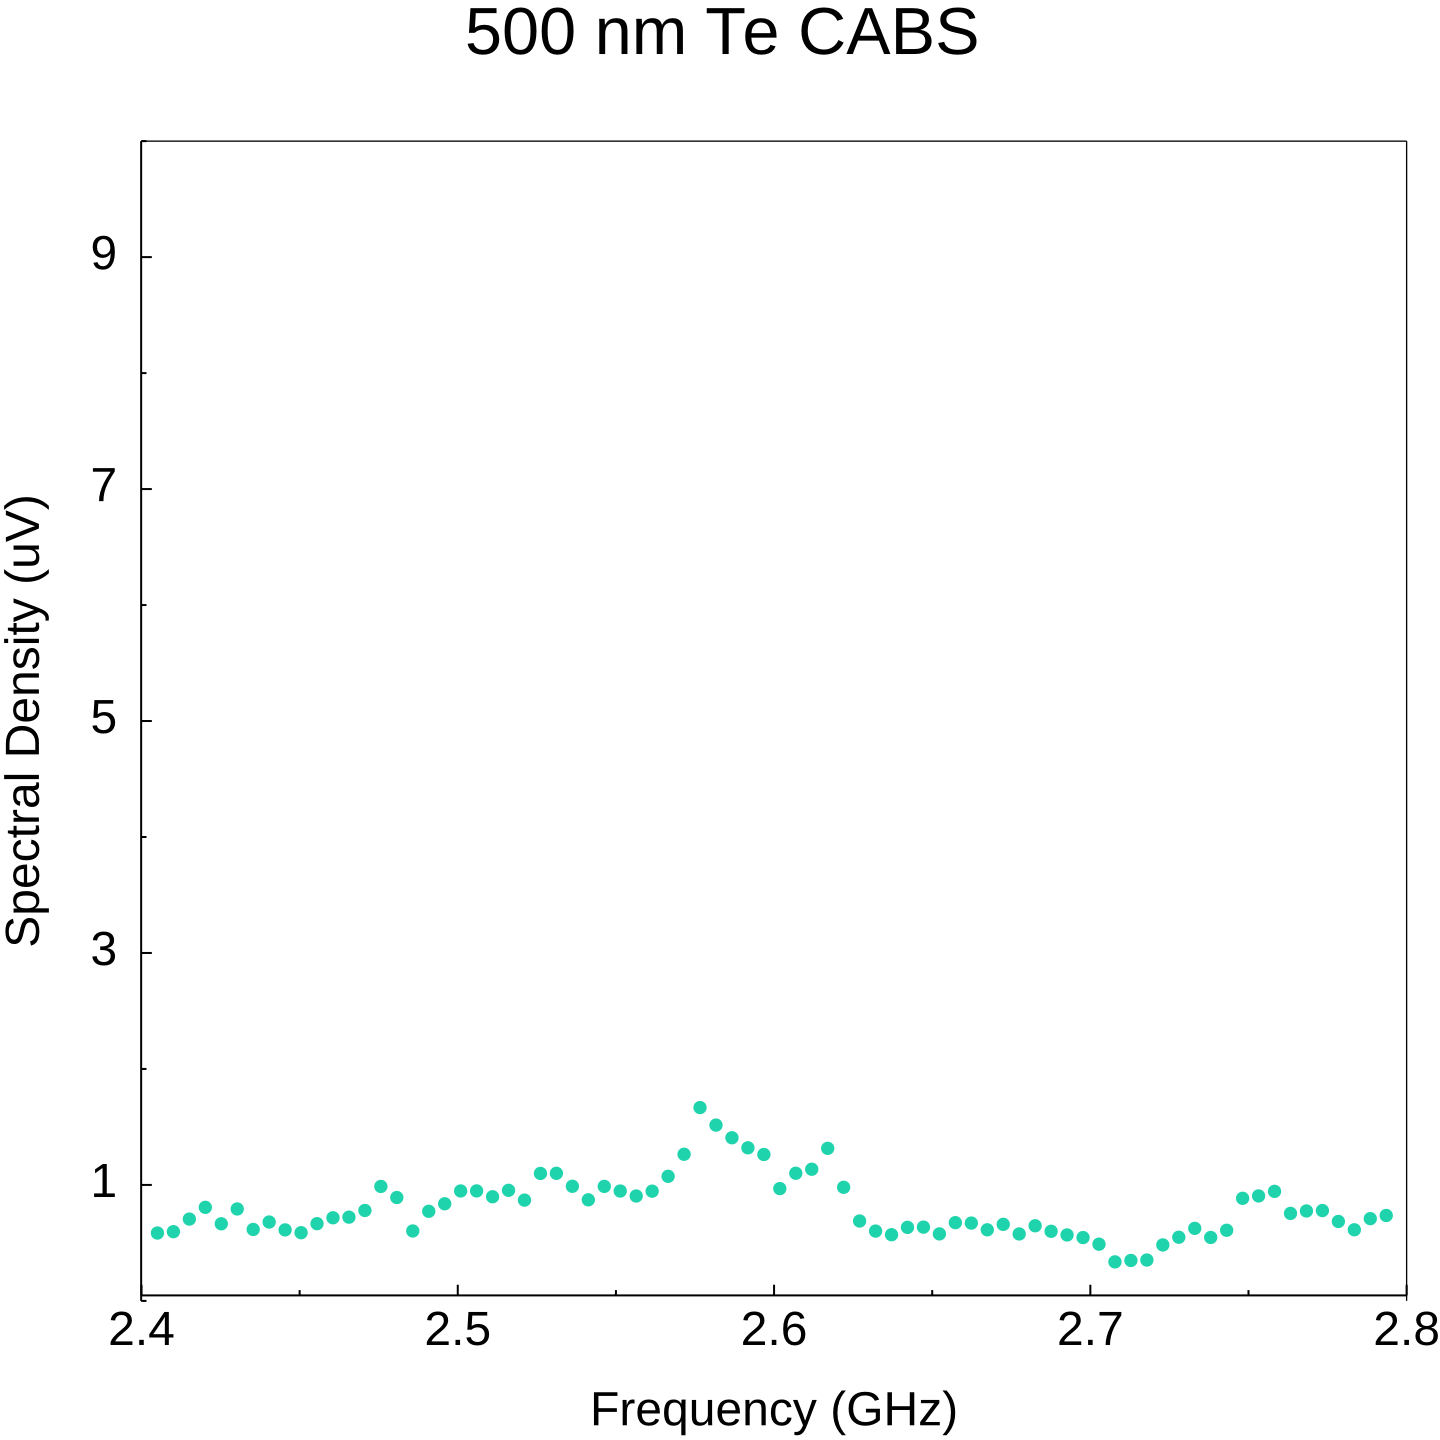 500 nm Te CABS
9
7
5
3
1
Spectral Density (uV)
2.4 2.5 2.6 2.7 2.8
Frequency (GHz)